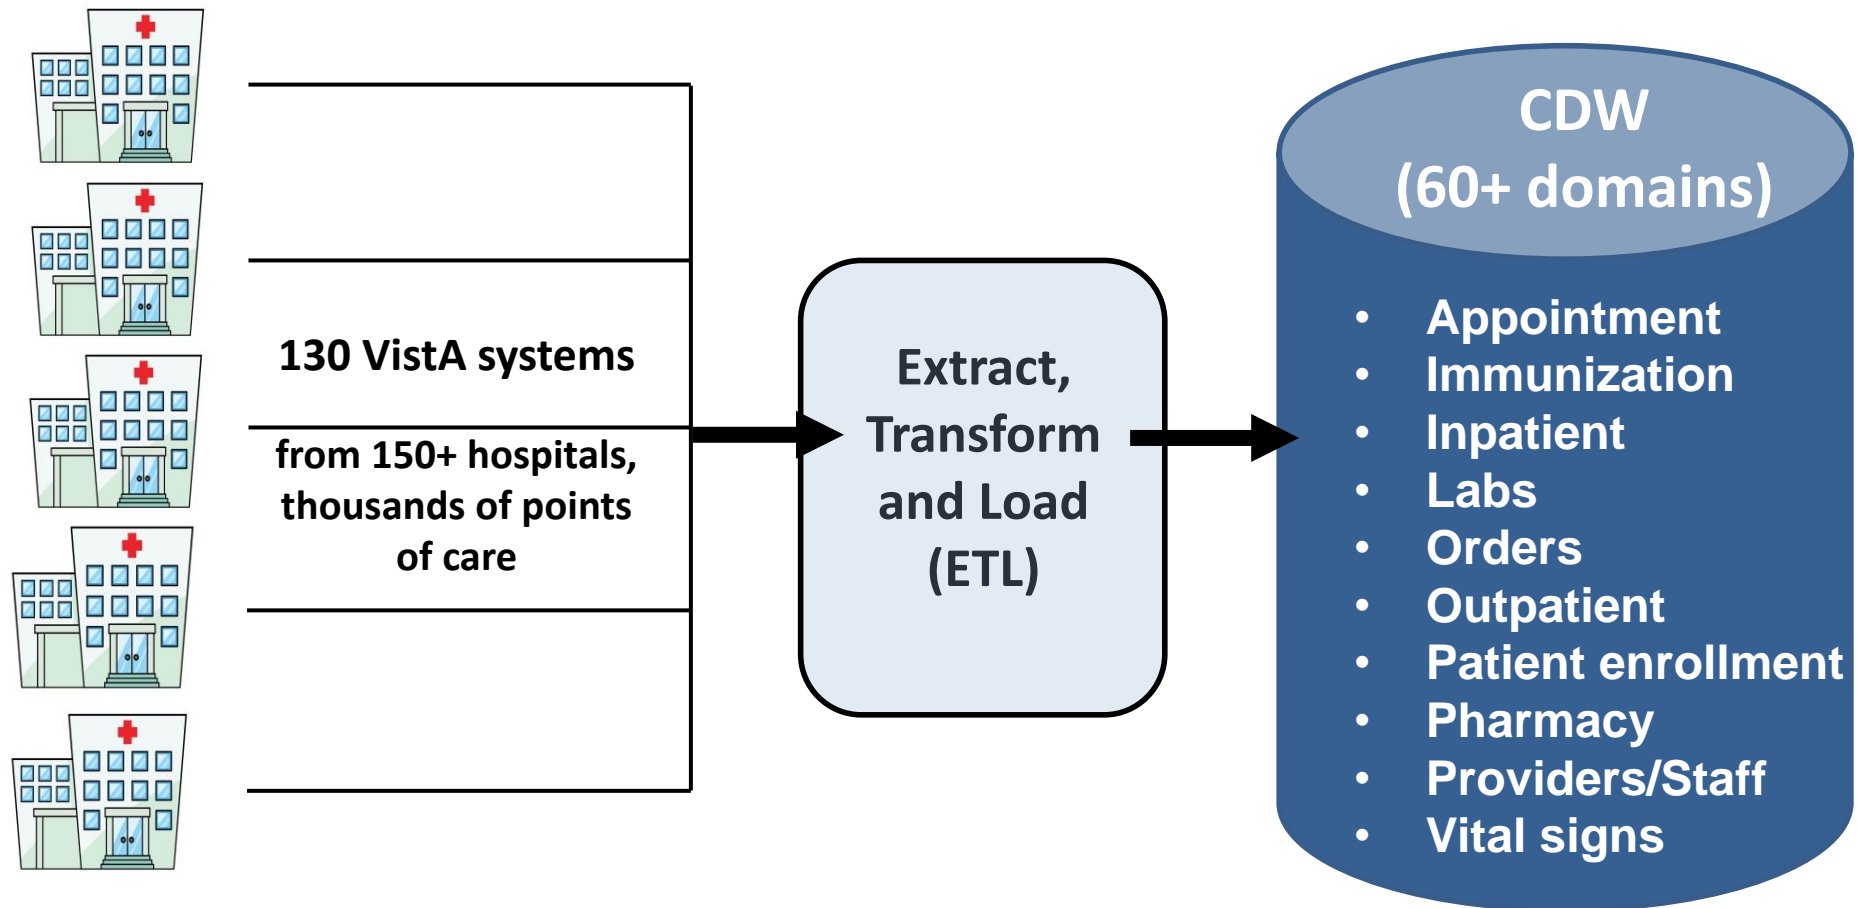 130 VistA systems
from 150+ hospitals,
thousands of points
of care
Extract,
Transform
and Load
(ETL)
CDW
(60+ domains)
• Appointment
• Immunization
• Inpatient
• Labs
• Orders
• Outpatient
• Patient enrollment
• Pharmacy
• Providers/Staff
• Vital signs